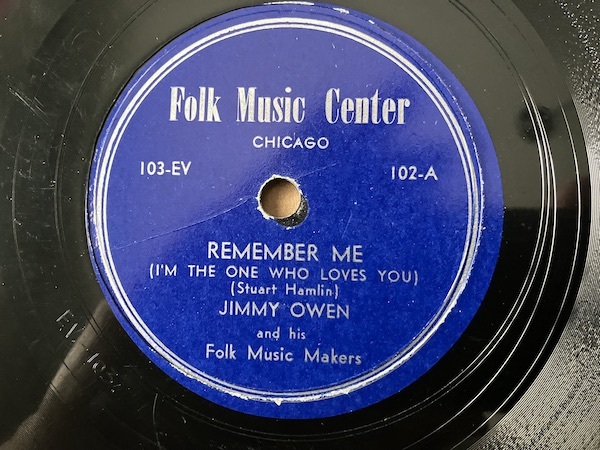 Folk Music Center
CHICAGO
103-EV 102-A
REMEMBER ME
(I'M THE ONE WHO LOVES YOU)
(Stuart Hamlin)
JIMMY OWEN
and his
Folk Music Makers